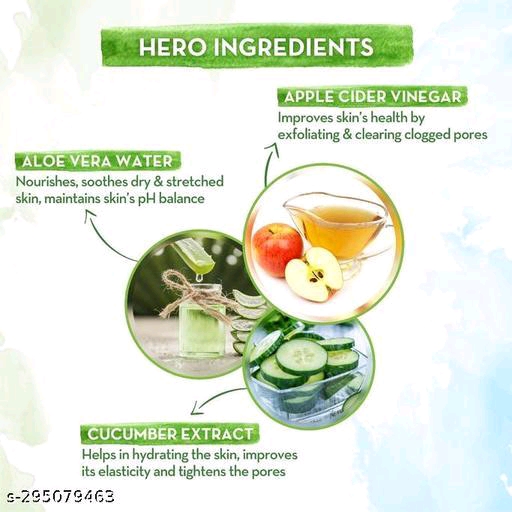 HERO INGREDIENTS
APPLE CIDER VINEGAR
Improves skin's health by
exfoliating & clearing clogged pores
ALOE VERA WATER
Nourishes, soothes dry & stretched
skin, maintains skin's pH balance
CUCUMBER EXTRACT
Helps in hydrating the skin, improves
its elasticity and tightens the pores
s-295079463